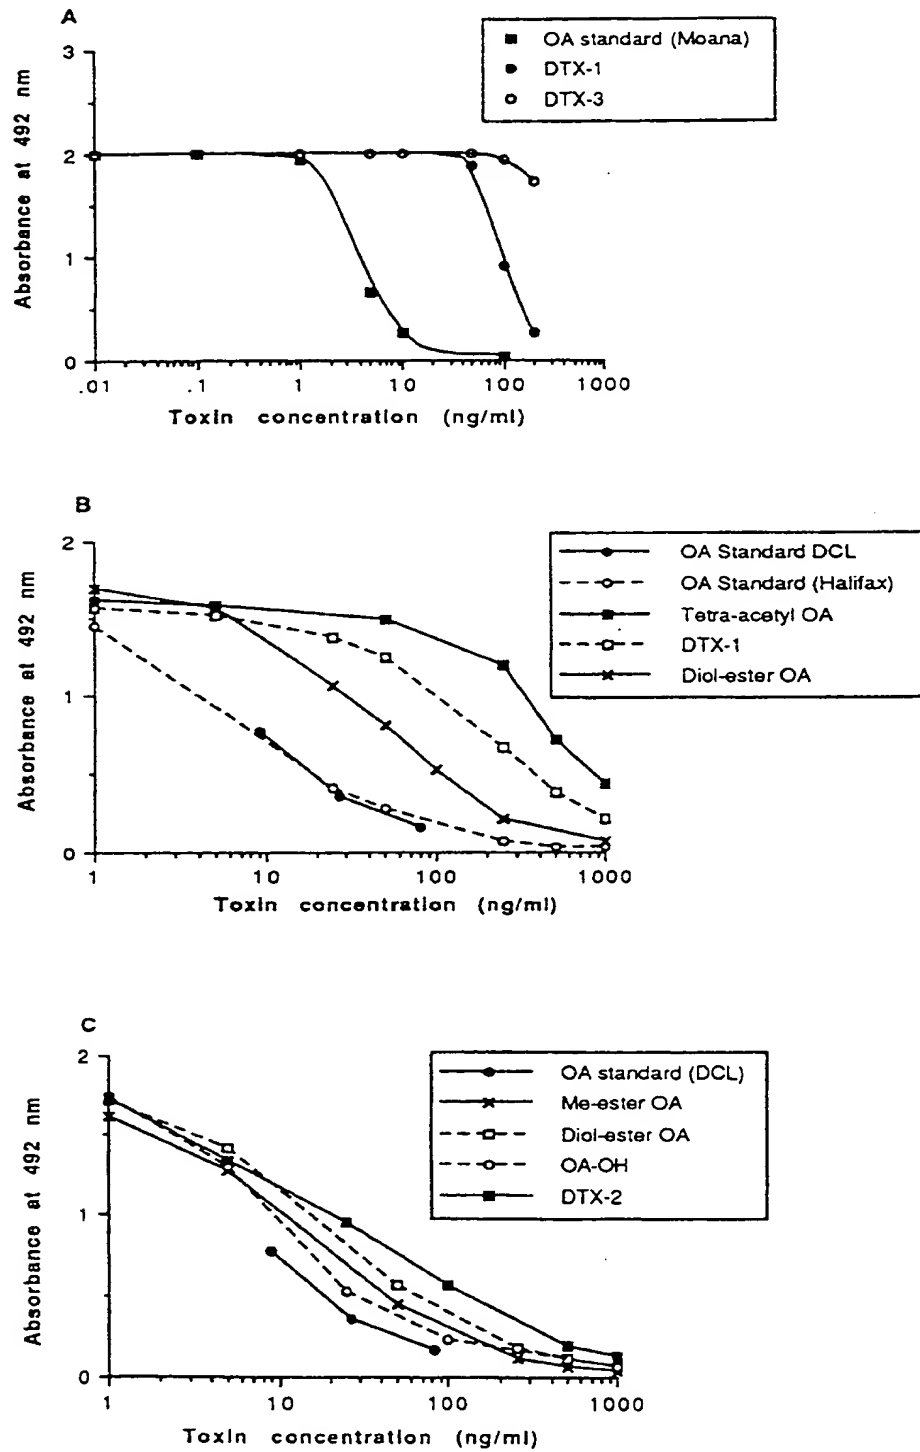 A
OA standard (Moana)
DTX-1
DTX-3
Absorbance at 492 nm
3
2
1
0
.01 .1 1 10 100 1000
Toxin concentration (ng/ml)
B
OA Standard DCL
OA Standard (Halifax)
Tetra-acetyl OA
DTX-1
Diol-ester OA
Absorbance at 492 nm
2
1
0
1 10 100 1000
Toxin concentration (ng/ml)
C
OA standard (DCL)
Me-ester OA
Diol-ester OA
OA-OH
DTX-2
Absorbance at 492 nm
2
1
0
1 10 100 1000
Toxin concentration (ng/ml)